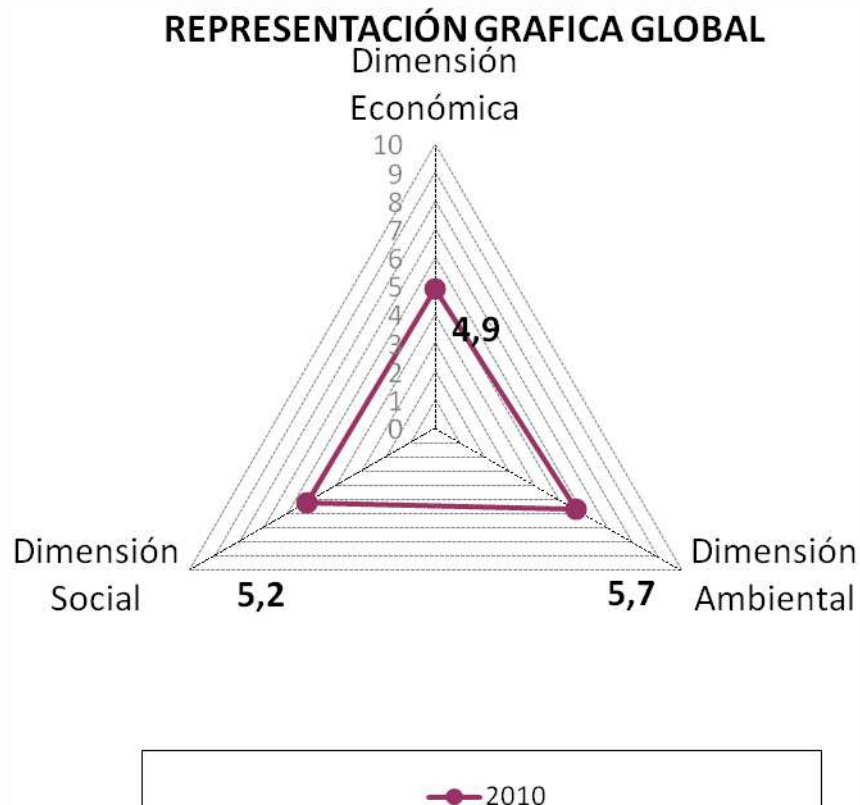 REPRESENTACIÓN GRAFICA GLOBAL
Dimensión
Económica
10
9
8
7
6
5
4
3
2
1
0
4,9
Dimensión
Social
5,2
5,7
Dimensión
Ambiental
2010